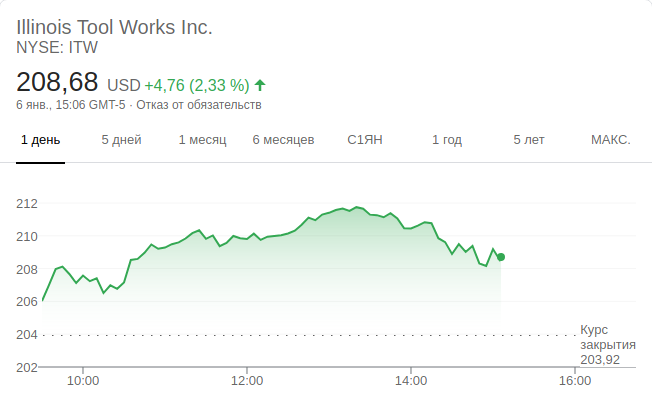 Illinois Tool Works Inc.
NYSE: ITW
208,68 USD +4,76 (2,33 %)
6 янв., 15:06 GMT-5 · Отказ от обязательств
1 день 5 дней 1 месяц 6 месяцев С1ЯН 1 год 5 лет МАКС.
212
210
208
206
204
Курс
закрытия
203,92
202
10:00 12:00 14:00 16:00